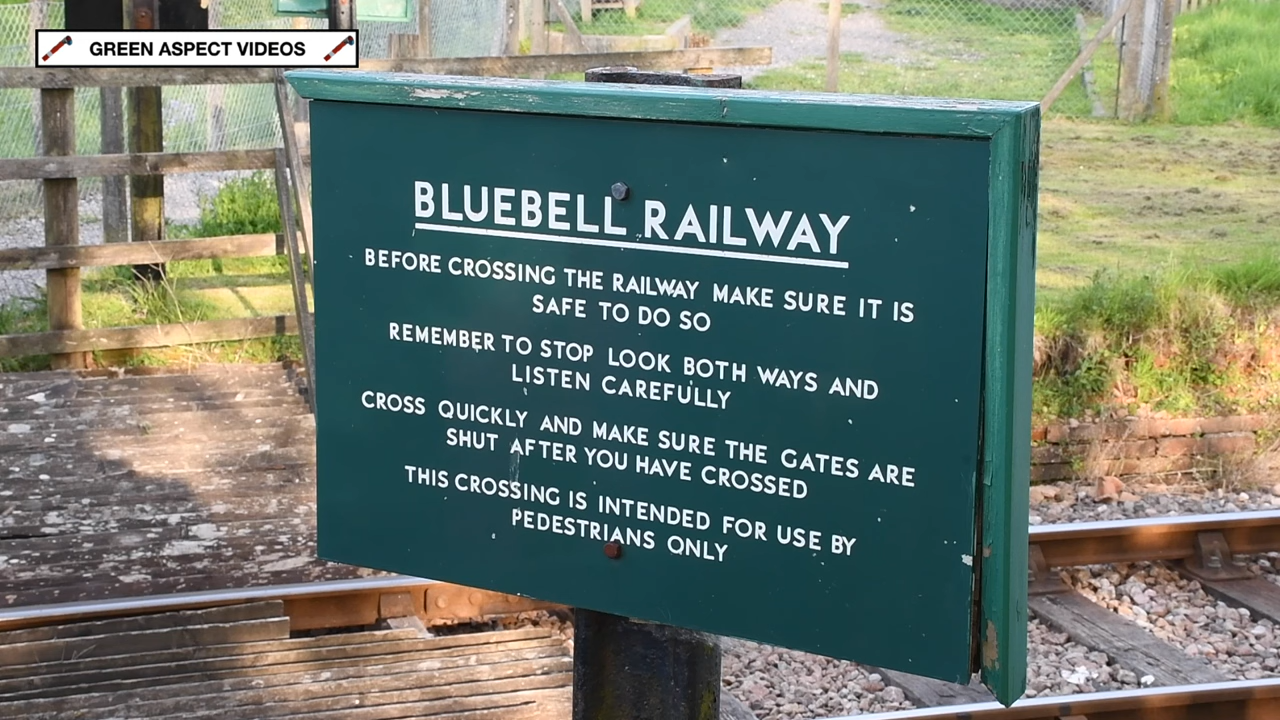 GREEN ASPECT VIDEOS
BLUEBELL RAILWAY
BEFORE CROSSING THE RAILWAY MAKE SURE IT IS
SAFE TO DO SO
REMEMBER TO STOP LOOK BOTH WAYS AND
LISTEN CAREFULLY
CROSS QUICKLY AND MAKE SURE THE GATES ARE
SHUT AFTER YOU HAVE CROSSED
THIS CROSSING IS INTENDED FOR USE BY
PEDESTRIANS ONLY